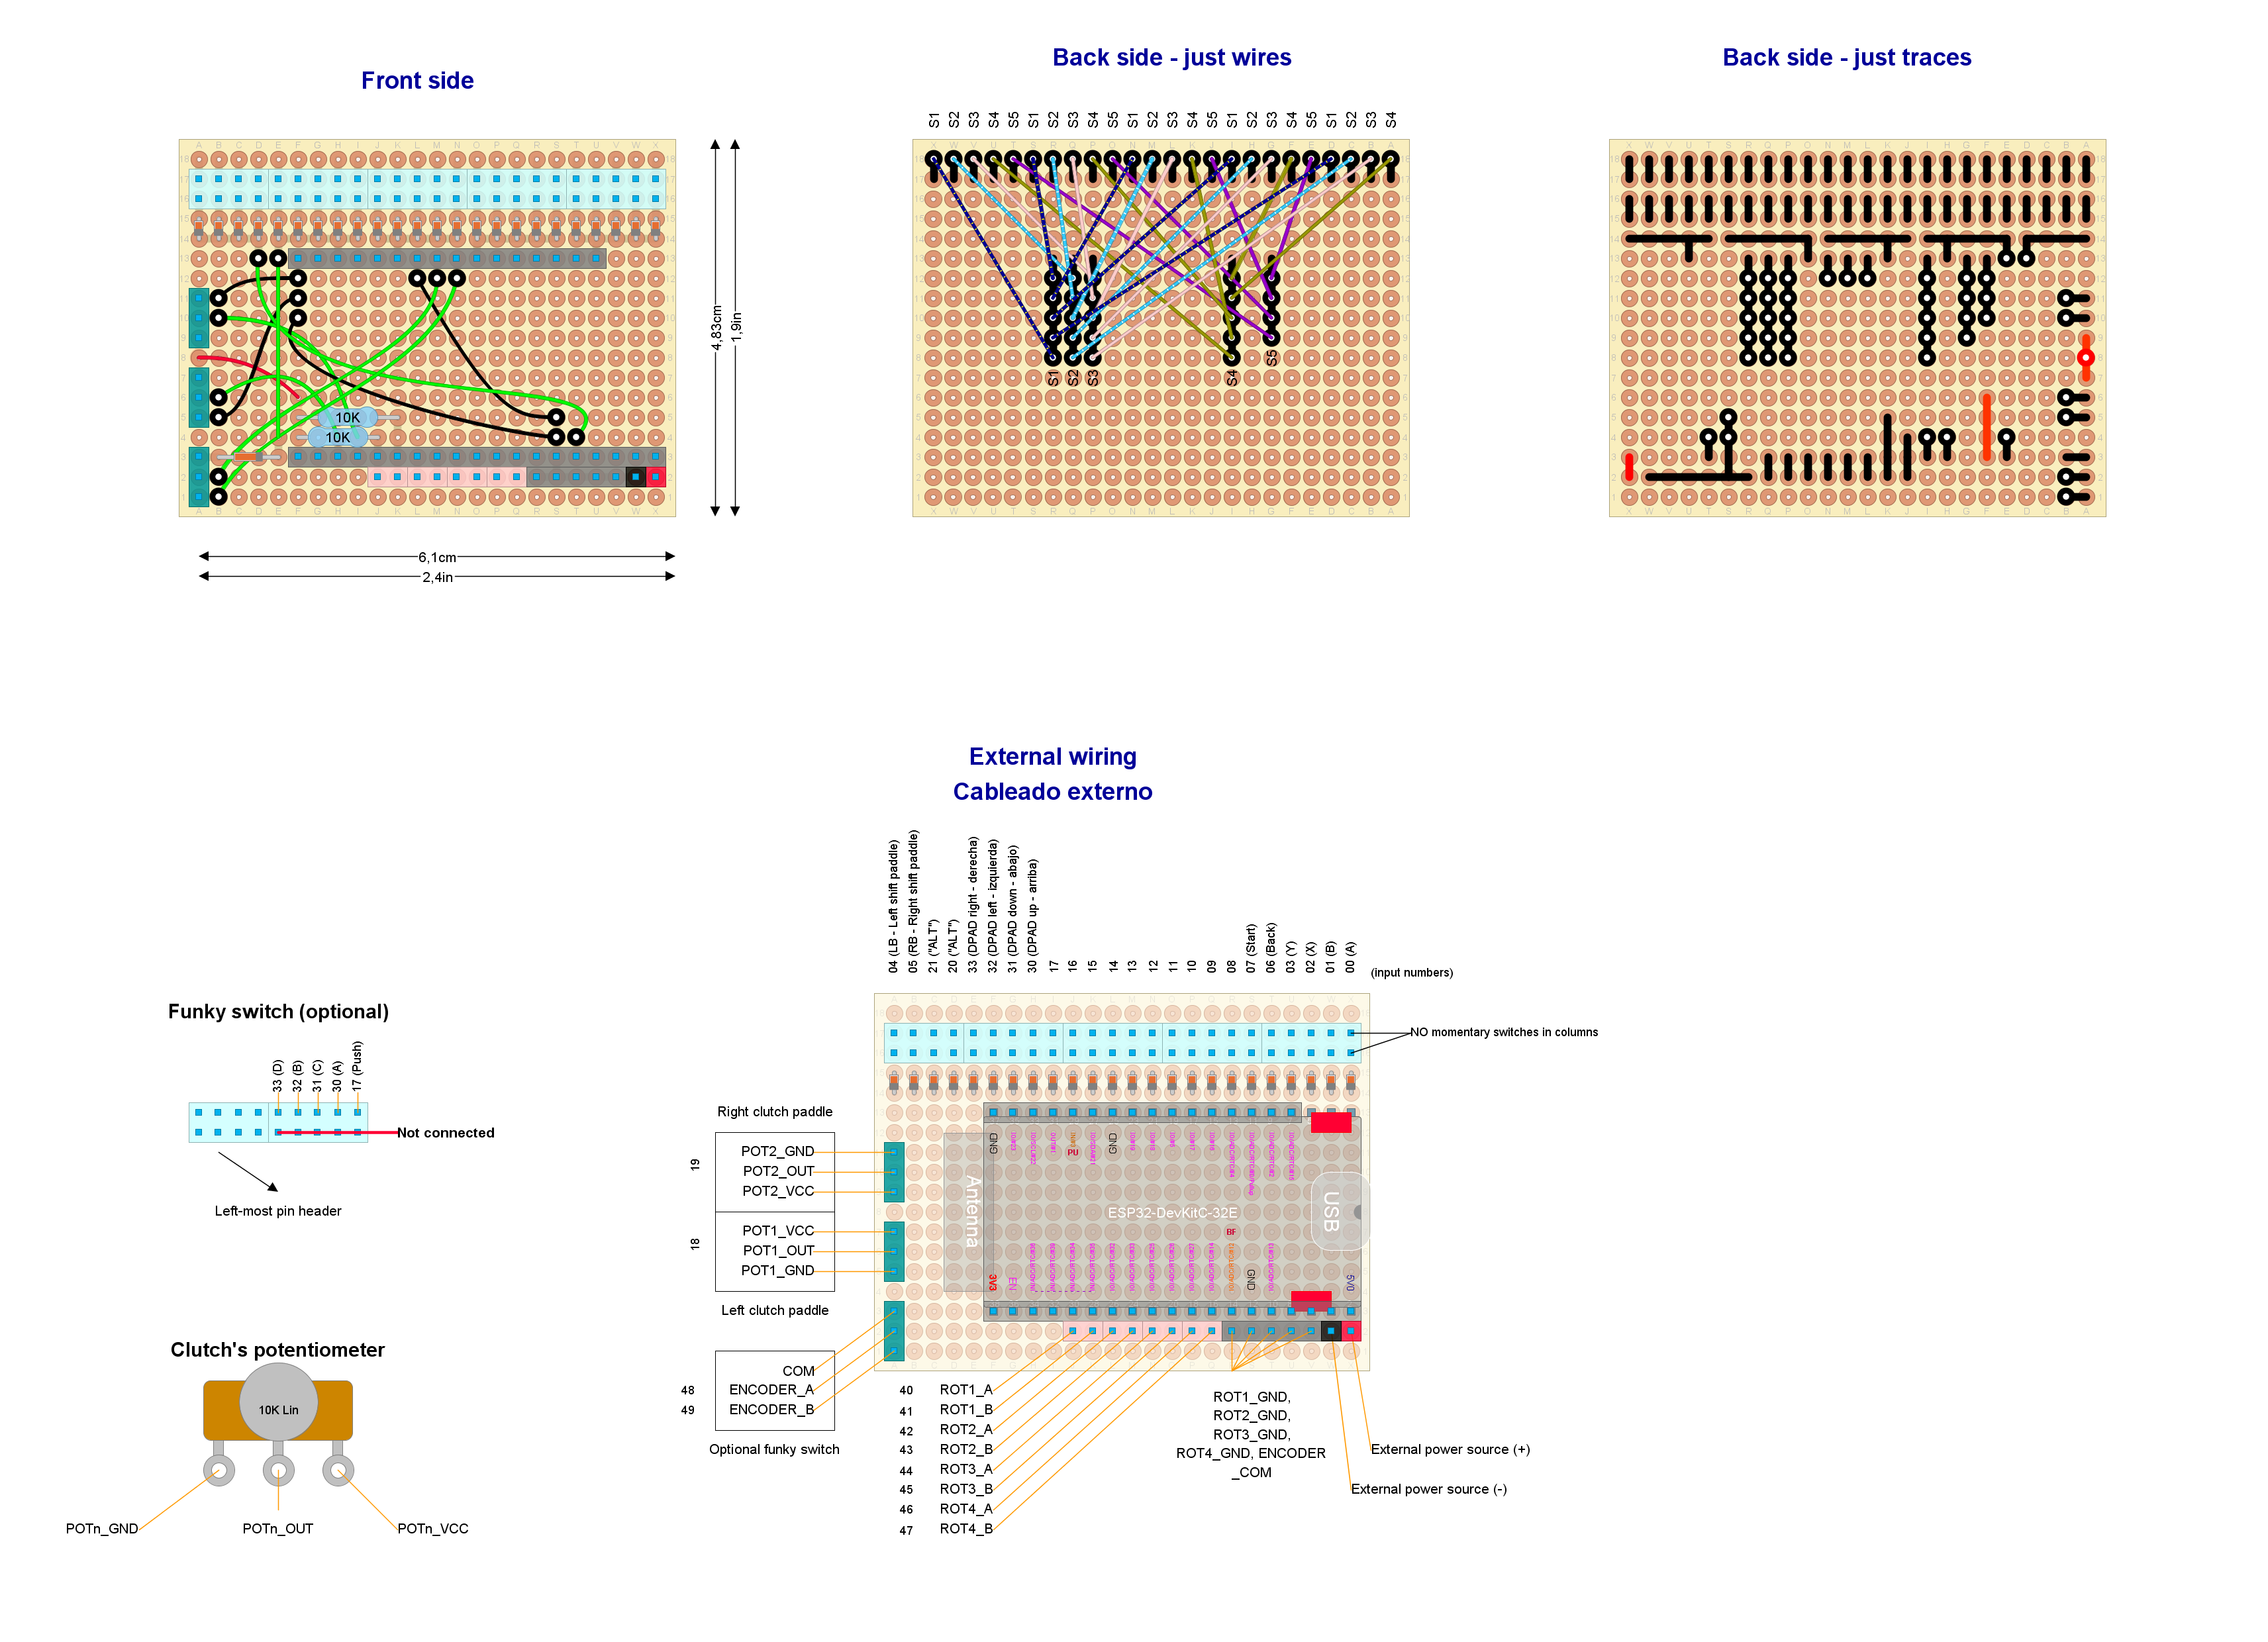 Front side
Back side - just wires
Back side - just traces
S1 S2 S3 S4 S5 S1 S2 S3 S4 S5 S1 S2 S3 S4 S5 S1 S2 S3 S4 S5 S1 S2 S3 S4
10K
10K
4,83cm
1,9in
6,1cm
2,4in
S1 S2 S3 S4 S5
External wiring
Cableado externo
04 (LB - Left shift paddle)
05 (RB - Right shift paddle)
21 ("ALT")
20 ("ALT")
33 (DPAD right - derecha)
32 (DPAD left - izquierda)
31 (DPAD down - abajo)
30 (DPAD up - arriba)
17
16
15
14
13
12
11
10
09
08
07 (Start)
06 (Back)
03 (Y)
02 (X)
01 (B)
00 (A)
(input numbers)
NO momentary switches in columns
Funky switch (optional)
33 (D)
32 (B)
31 (C)
30 (A)
17 (Push)
Not connected
Left-most pin header
Right clutch paddle
19
POT2_GND
POT2_OUT
POT2_VCC
18
POT1_VCC
POT1_OUT
POT1_GND
Left clutch paddle
COM
48 ENCODER_A
49 ENCODER_B
Optional funky switch
GND
PU
GND
Antenna
ESP32-DevKitC-32E
USB
BF
3V3
EN
GND
5V0
40 ROT1_A
41 ROT1_B
42 ROT2_A
43 ROT2_B
44 ROT3_A
45 ROT3_B
46 ROT4_A
47 ROT4_B
ROT1_GND,
ROT2_GND,
ROT3_GND,
ROT4_GND, ENCODER
_COM
External power source (+)
External power source (-)
Clutch's potentiometer
10K Lin
POTn_GND
POTn_OUT
POTn_VCC